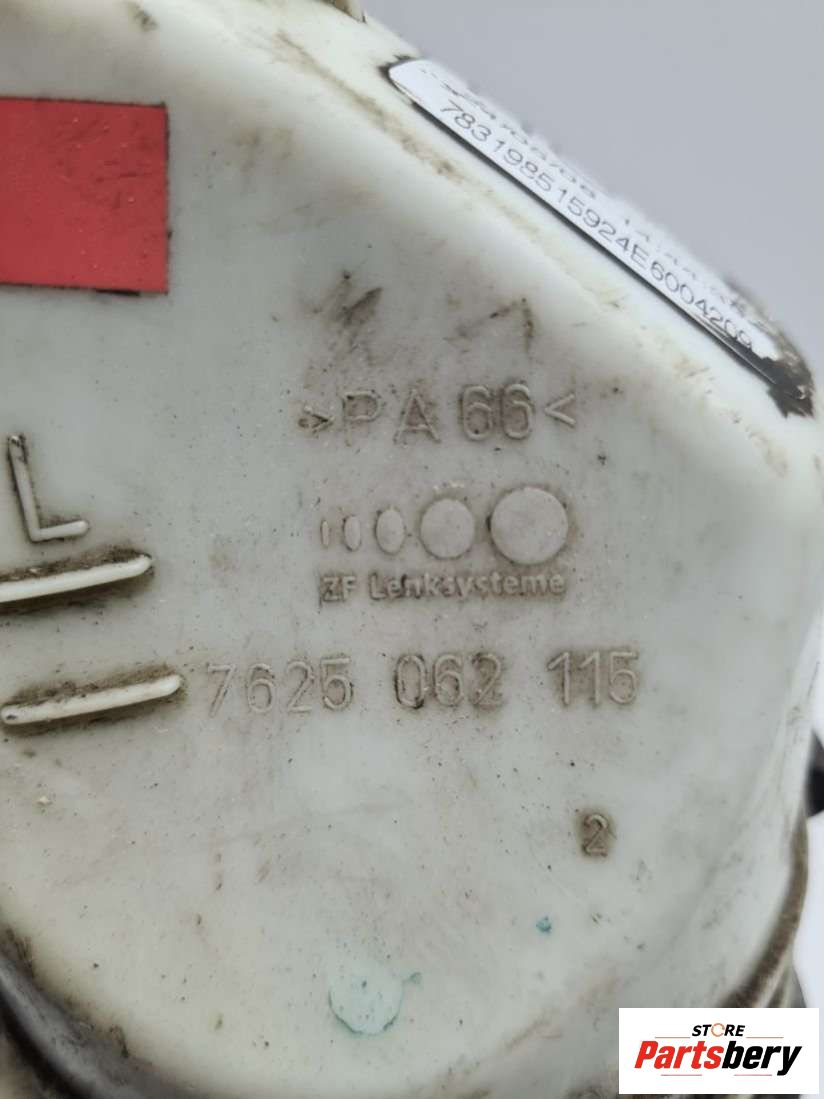 783198515924E6004209
>PA 66<
L
ZF Lenksysteme
7625 062 115
2
STORE
Partsbery